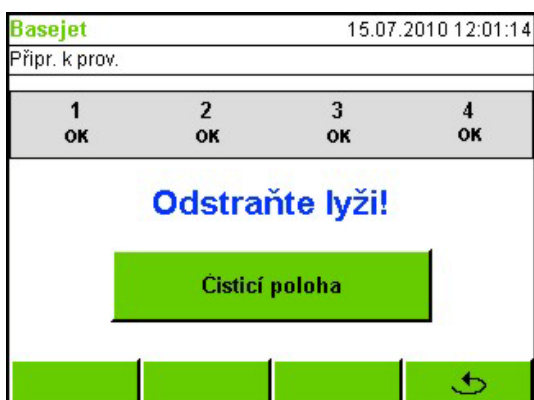 Basejet 15.07.2010 12:01:14
Připr. k prov.
1 2 3 4
OK OK OK OK
Odstraňte lyži!
Čisticí poloha